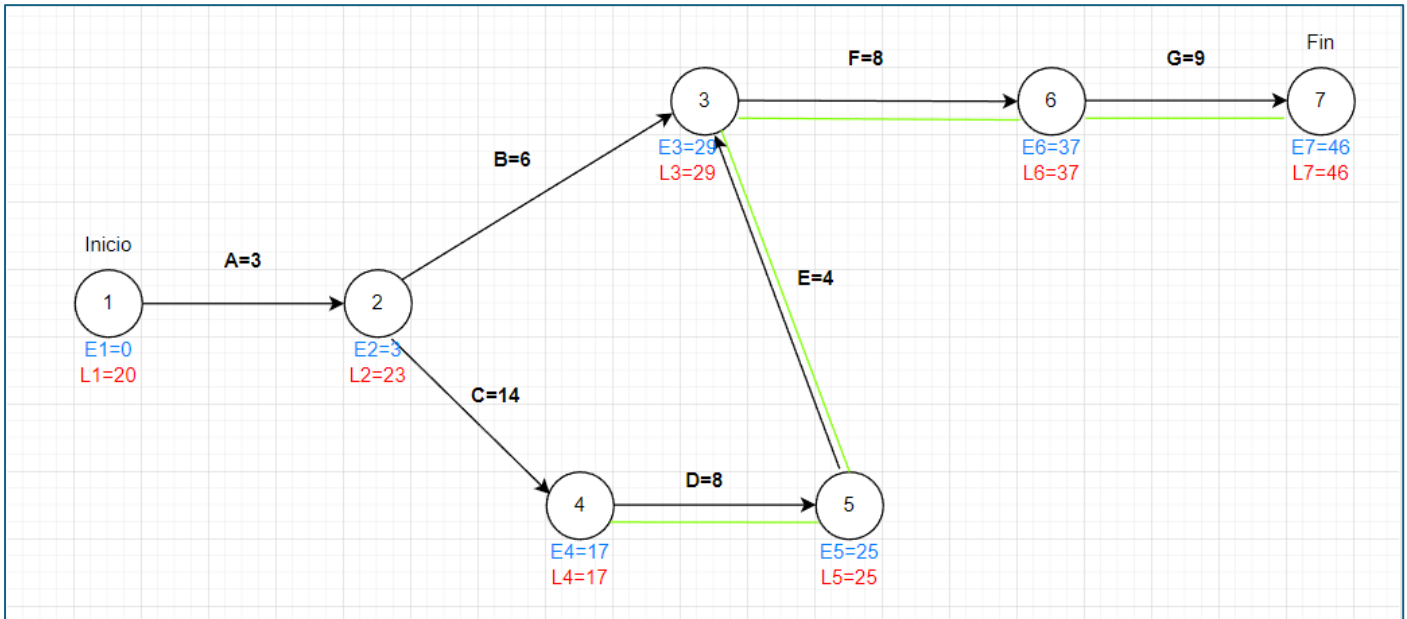 Fin
F=8
G=9
3
6
7
E3=29
L3=29
E6=37
L6=37
E7=46
L7=46
B=6
Inicio
A=3
E=4
1
2
E1=0
L1=20
E2=3
L2=23
C=14
D=8
4
5
E4=17
L4=17
E5=25
L5=25